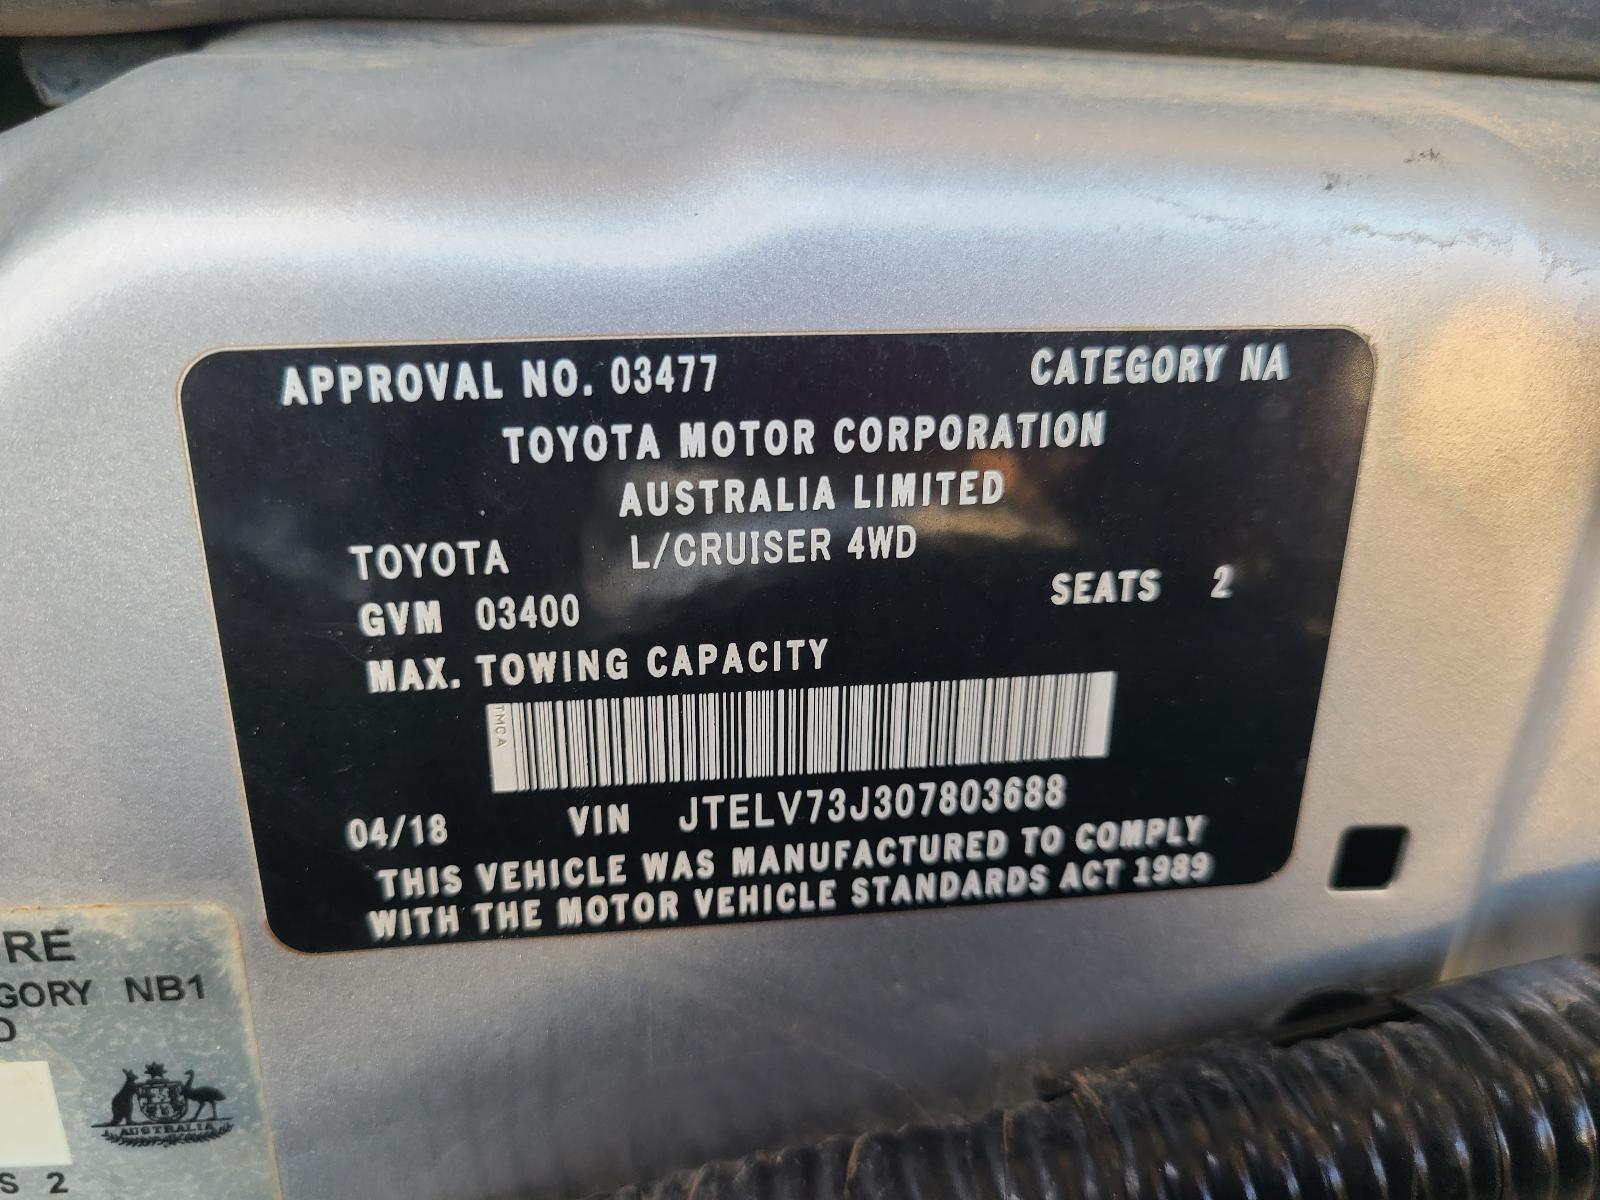 APPROVAL NO. 03477 CATEGORY NA
TOYOTA MOTOR CORPORATION
AUSTRALIA LIMITED
TOYOTA L/CRUISER 4WD
GVM 03400 SEATS 2
MAX. TOWING CAPACITY
TMCA
04/18 VIN JTELV73J307803688
THIS VEHICLE WAS MANUFACTURED TO COMPLY
WITH THE MOTOR VEHICLE STANDARDS ACT 1989
RE
GORY NB1
AUSTRALIA
S 2